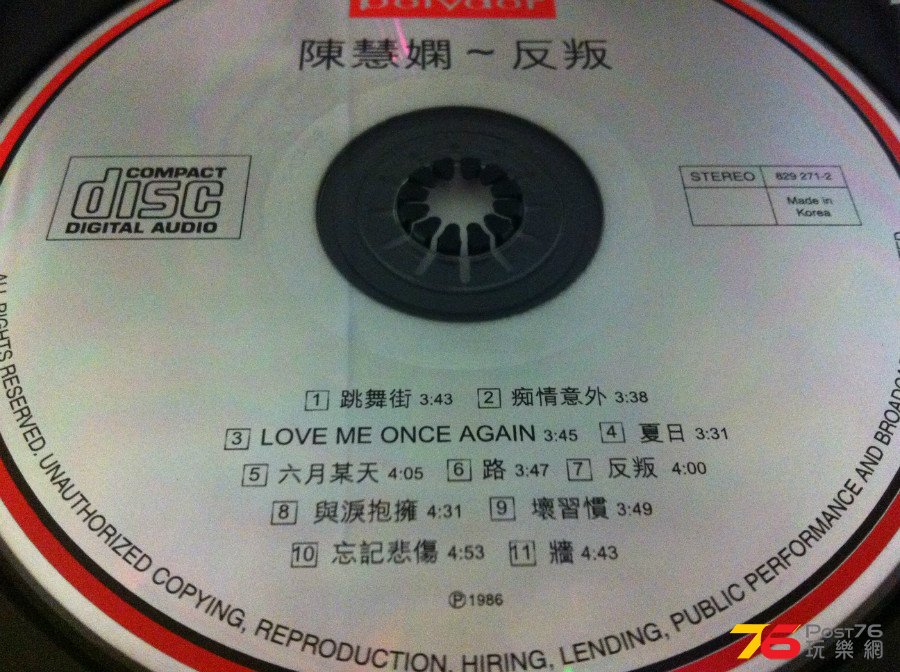 polydor
陳慧嫻～反叛
COMPACT
disc
DIGITAL AUDIO
STEREO 829 271-2
Made in
Korea
1 跳舞街 3:43 2 痴情意外 3:38
3 LOVE ME ONCE AGAIN 3:45 4 夏日 3:31
5 六月某天 4:05 6 路 3:47 7 反叛 4:00
8 與淚抱擁 4:31 9 壞習慣 3:49
10 忘記悲傷 4:53 11 牆 4:43
℗1986
ALL RIGHTS RESERVED. UNAUTHORIZED COPYING, REPRODUCTION, HIRING, LENDING, PUBLIC PERFORMANCE AND BROADCAS
76 Post76
玩樂網